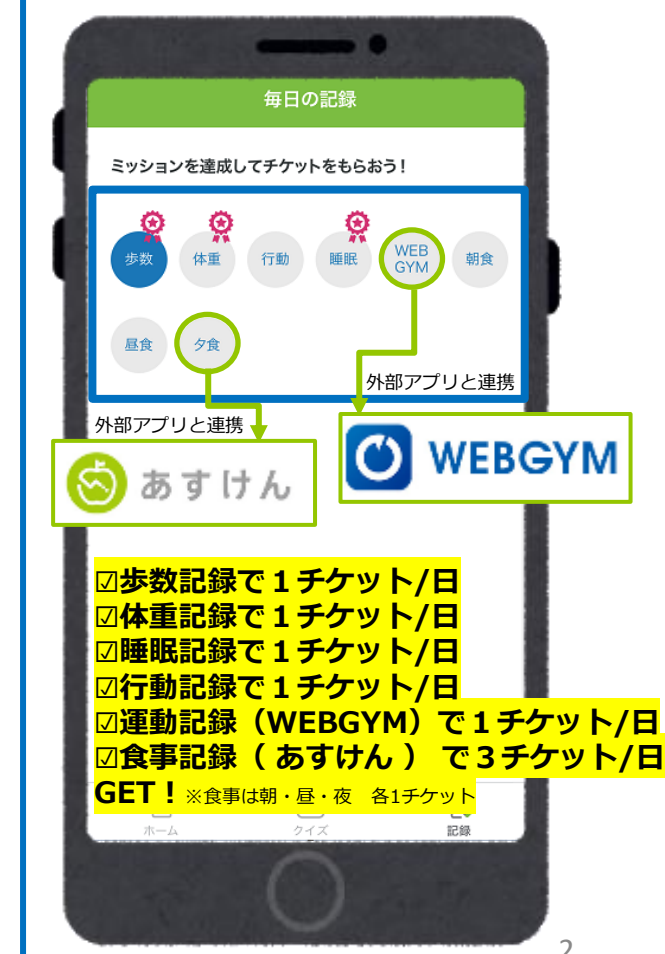 毎日の記録
ミッションを達成してチケットをもらおう！
歩数
体重
行動
睡眠
WEB
GYM
朝食
昼食
夕食
外部アプリと連携
外部アプリと連携
WEBGYM
あすけん
☑歩数記録で１チケット/日
☑体重記録で１チケット/日
☑睡眠記録で１チケット/日
☑行動記録で１チケット/日
☑運動記録（WEBGYM）で１チケット/日
☑食事記録（ あすけん ） で３チケット/日
GET！※食事は朝・昼・夜　各1チケット
ホーム
クイズ
記録
2